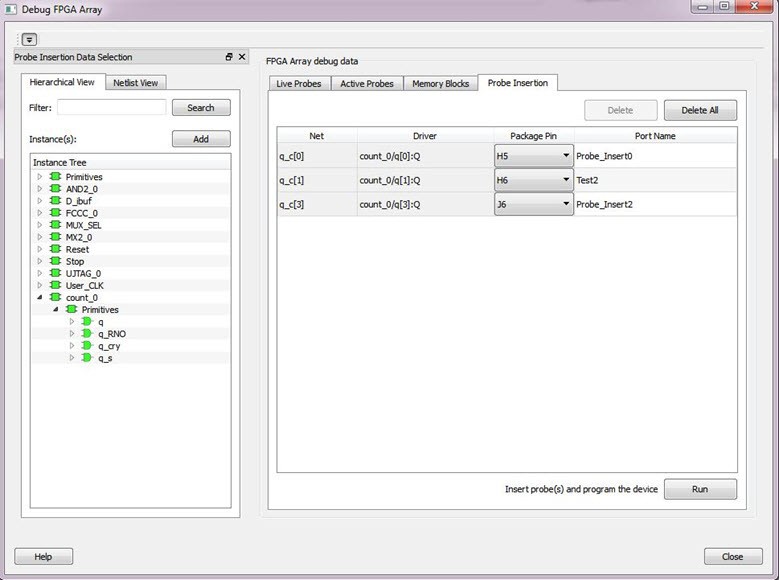 Debug FPGA Array
Probe Insertion Data Selection
Hierarchical View Netlist View
Filter: Search
Instance(s): Add
Instance Tree
Primitives
AND2_0
D_ibuf
FCCC_0
MUX_SEL
MX2_0
Reset
Stop
UJTAG_0
User_CLK
count_0
Primitives
q
q_RNO
q_cry
q_s
FPGA Array debug data
Live Probes Active Probes Memory Blocks Probe Insertion
Delete Delete All
Net Driver Package Pin Port Name
q_c[0] count_0/q[0]:Q H5 Probe_Insert0
q_c[1] count_0/q[1]:Q H6 Test2
q_c[3] count_0/q[3]:Q J6 Probe_Insert2
Insert probe(s) and program the device Run
Help Close